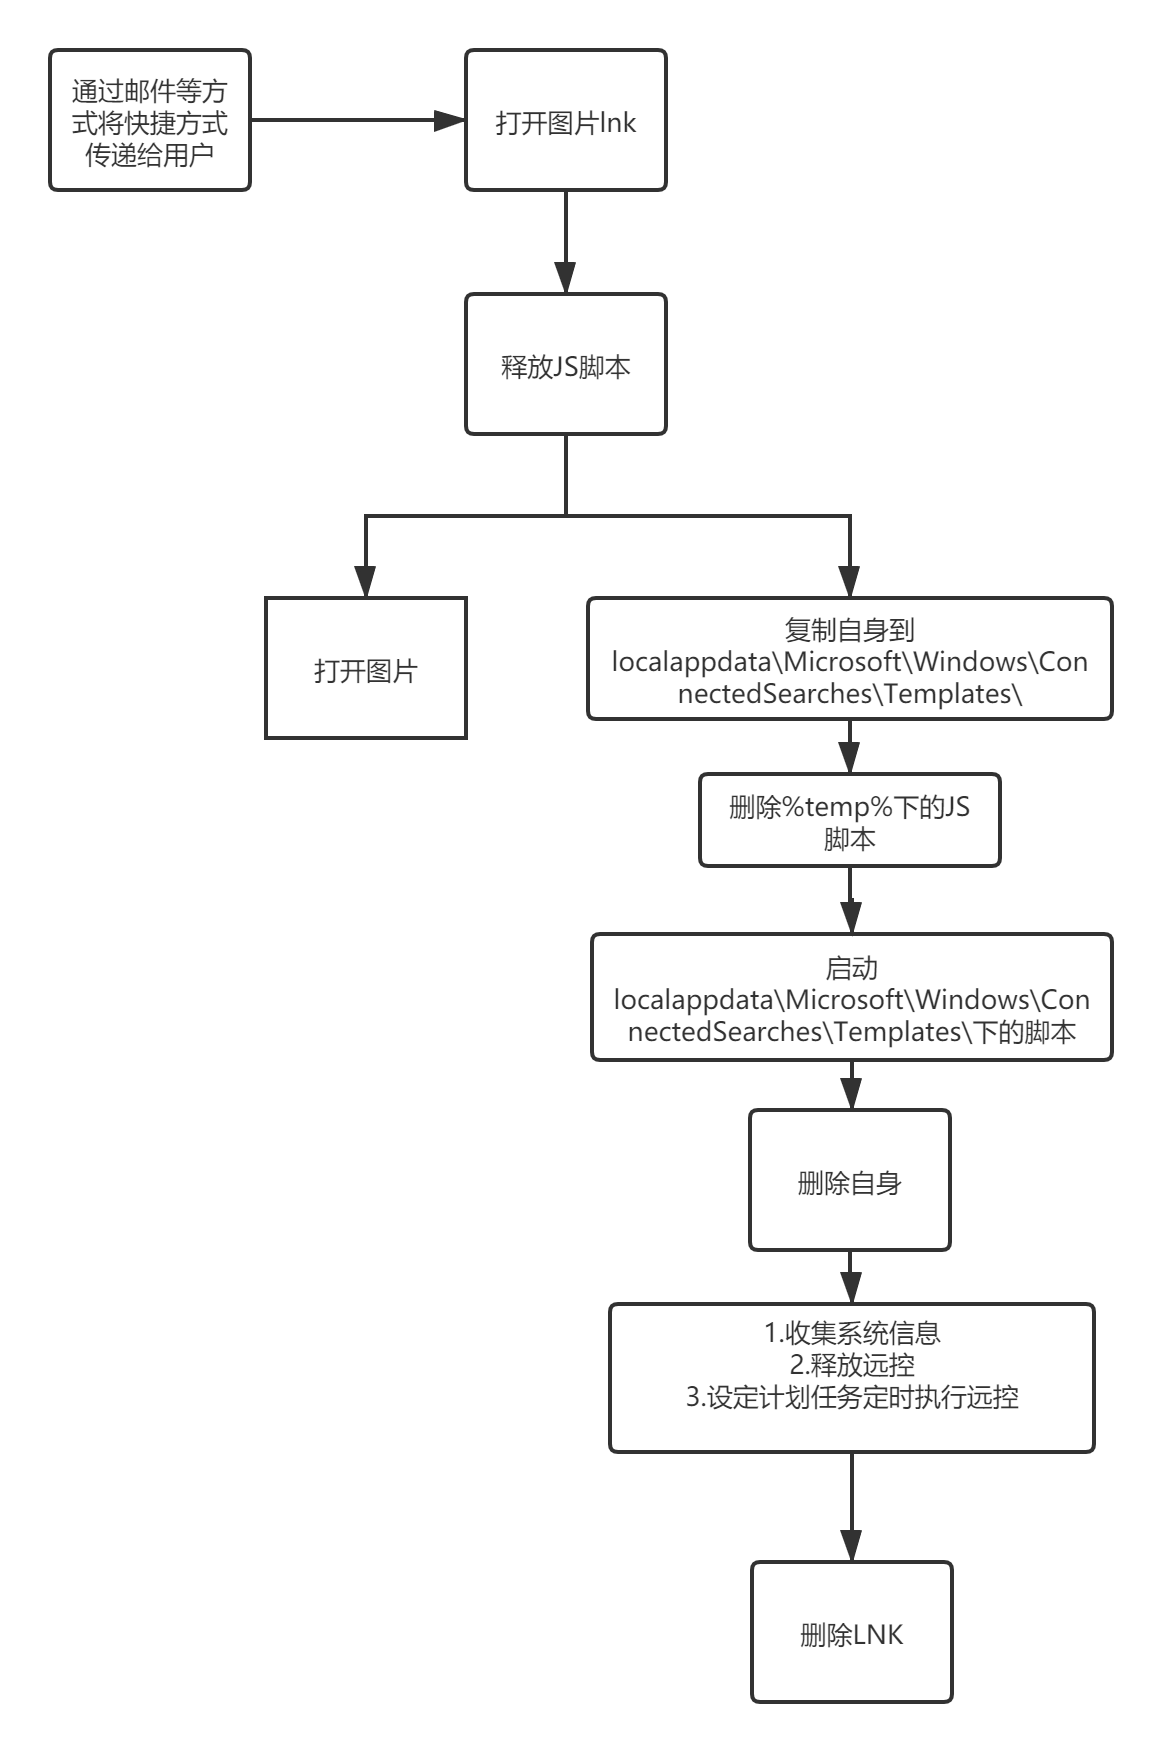 通过邮件等方
式将快捷方式
传递给用户
打开图片lnk
释放JS脚本
打开图片
复制自身到
localappdata\Microsoft\Windows\Con
nectedSearches\Templates\
删除%temp%下的JS
脚本
启动
localappdata\Microsoft\Windows\Con
nectedSearches\Templates\下的脚本
删除自身
1.收集系统信息
2.释放远控
3.设定计划任务定时执行远控
删除LNK